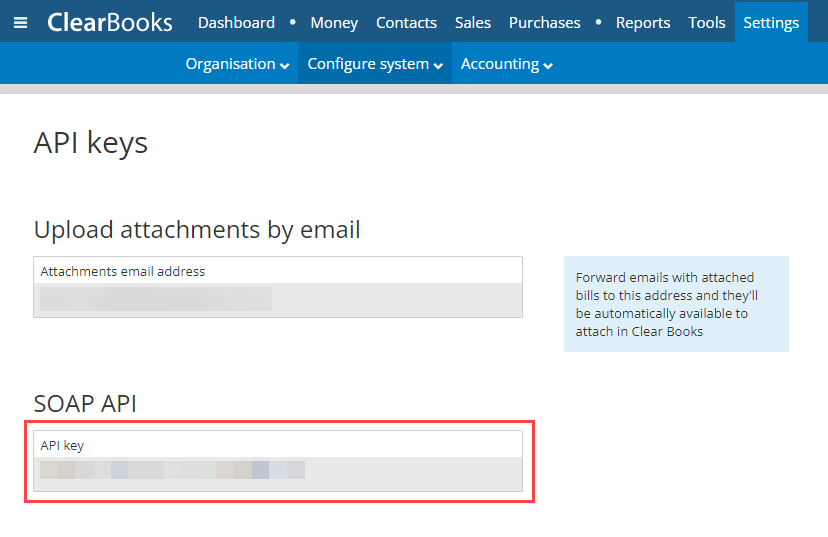 ClearBooks Dashboard • Money Contacts Sales Purchases • Reports Tools Settings
Organisation Configure system Accounting
API keys
Upload attachments by email
Attachments email address
Forward emails with attached
bills to this address and they'll
be automatically available to
attach in Clear Books
SOAP API
API key